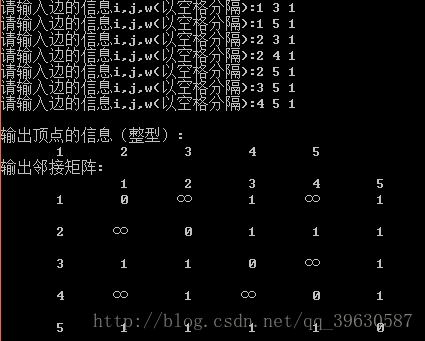 请输入边的信息i,j,w(以空格分隔):1 3 1
请输入边的信息i,j,w(以空格分隔):1 5 1
请输入边的信息i,j,w(以空格分隔):2 3 1
请输入边的信息i,j,w(以空格分隔):2 4 1
请输入边的信息i,j,w(以空格分隔):2 5 1
请输入边的信息i,j,w(以空格分隔):3 5 1
请输入边的信息i,j,w(以空格分隔):4 5 1
输出顶点的信息（整型）:
1 2 3 4 5
输出邻接矩阵:
1 2 3 4 5
1 0 ∞ 1 ∞ 1
2 ∞ 0 1 1 1
3 1 1 0 ∞ 1
4 ∞ 1 ∞ 0 1
5 1 1 1 1 0
http://blog.csdn.net/qq_39630587